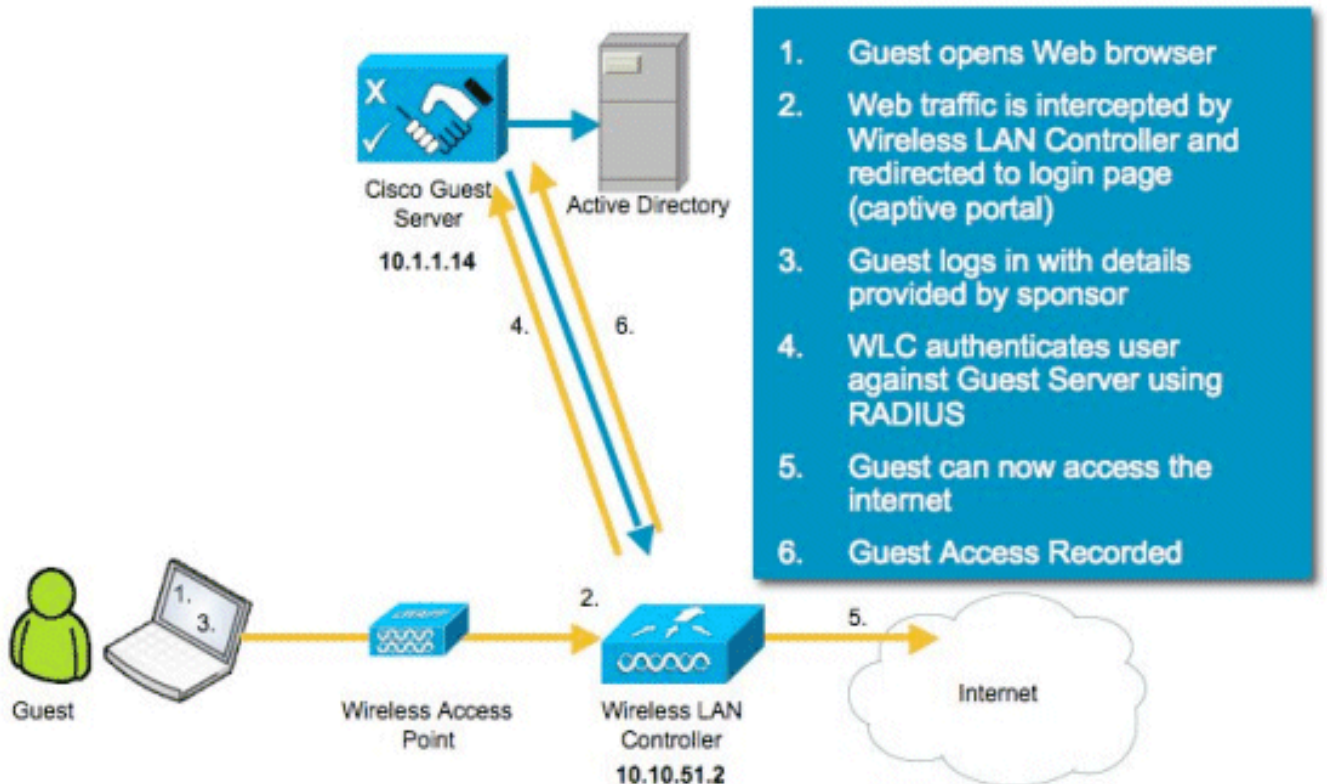 1. Guest opens Web browser
2. Web traffic is intercepted by
Wireless LAN Controller and
redirected to login page
(captive portal)
3. Guest logs in with details
provided by sponsor
4. WLC authenticates user
against Guest Server using
RADIUS
5. Guest can now access the
internet
6. Guest Access Recorded
X
Cisco Guest
Server
10.1.1.14
Active Directory
4.
6.
1.
3.
2.
5.
Guest
Wireless Access
Point
Wireless LAN
Controller
10.10.51.2
Internet